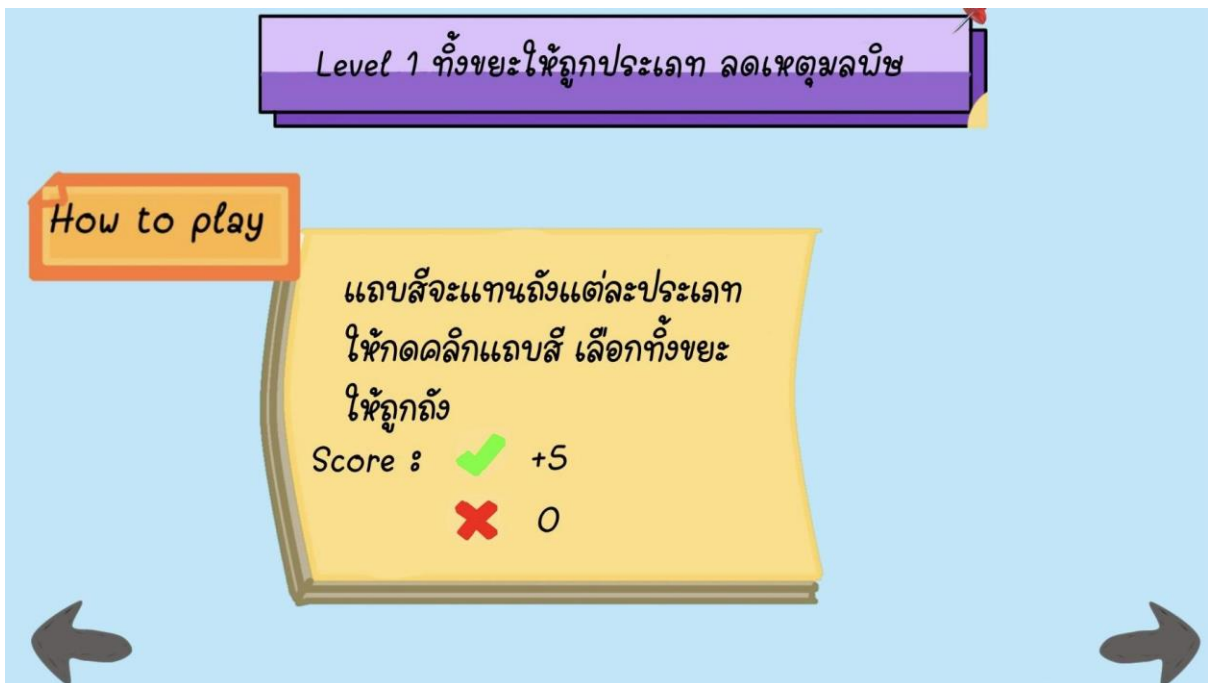 Level 1 ทิ้งขยะให้ถูกประเภท ลดเหตุมลพิษ
How to play
แถบสีจะแทนถังแต่ละประเภท
ให้กดคลิกแถบสี เลือกทิ้งขยะ
ให้ถูกถัง
Score : +5
0